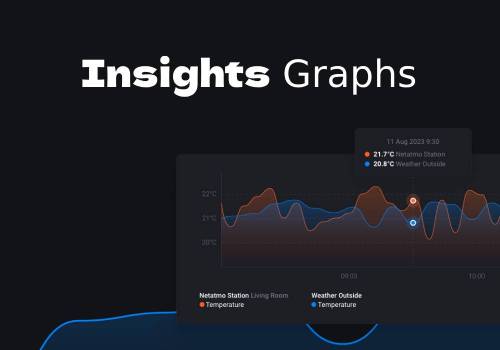 Insights Graphs
11 Aug 2023 9:30
21.7°C Netatmo Station
20.8°C Weather Outside
22°C
21°C
20°C
09:03
10:00
Netatmo Station Living Room
Temperature
Weather Outside
Temperature